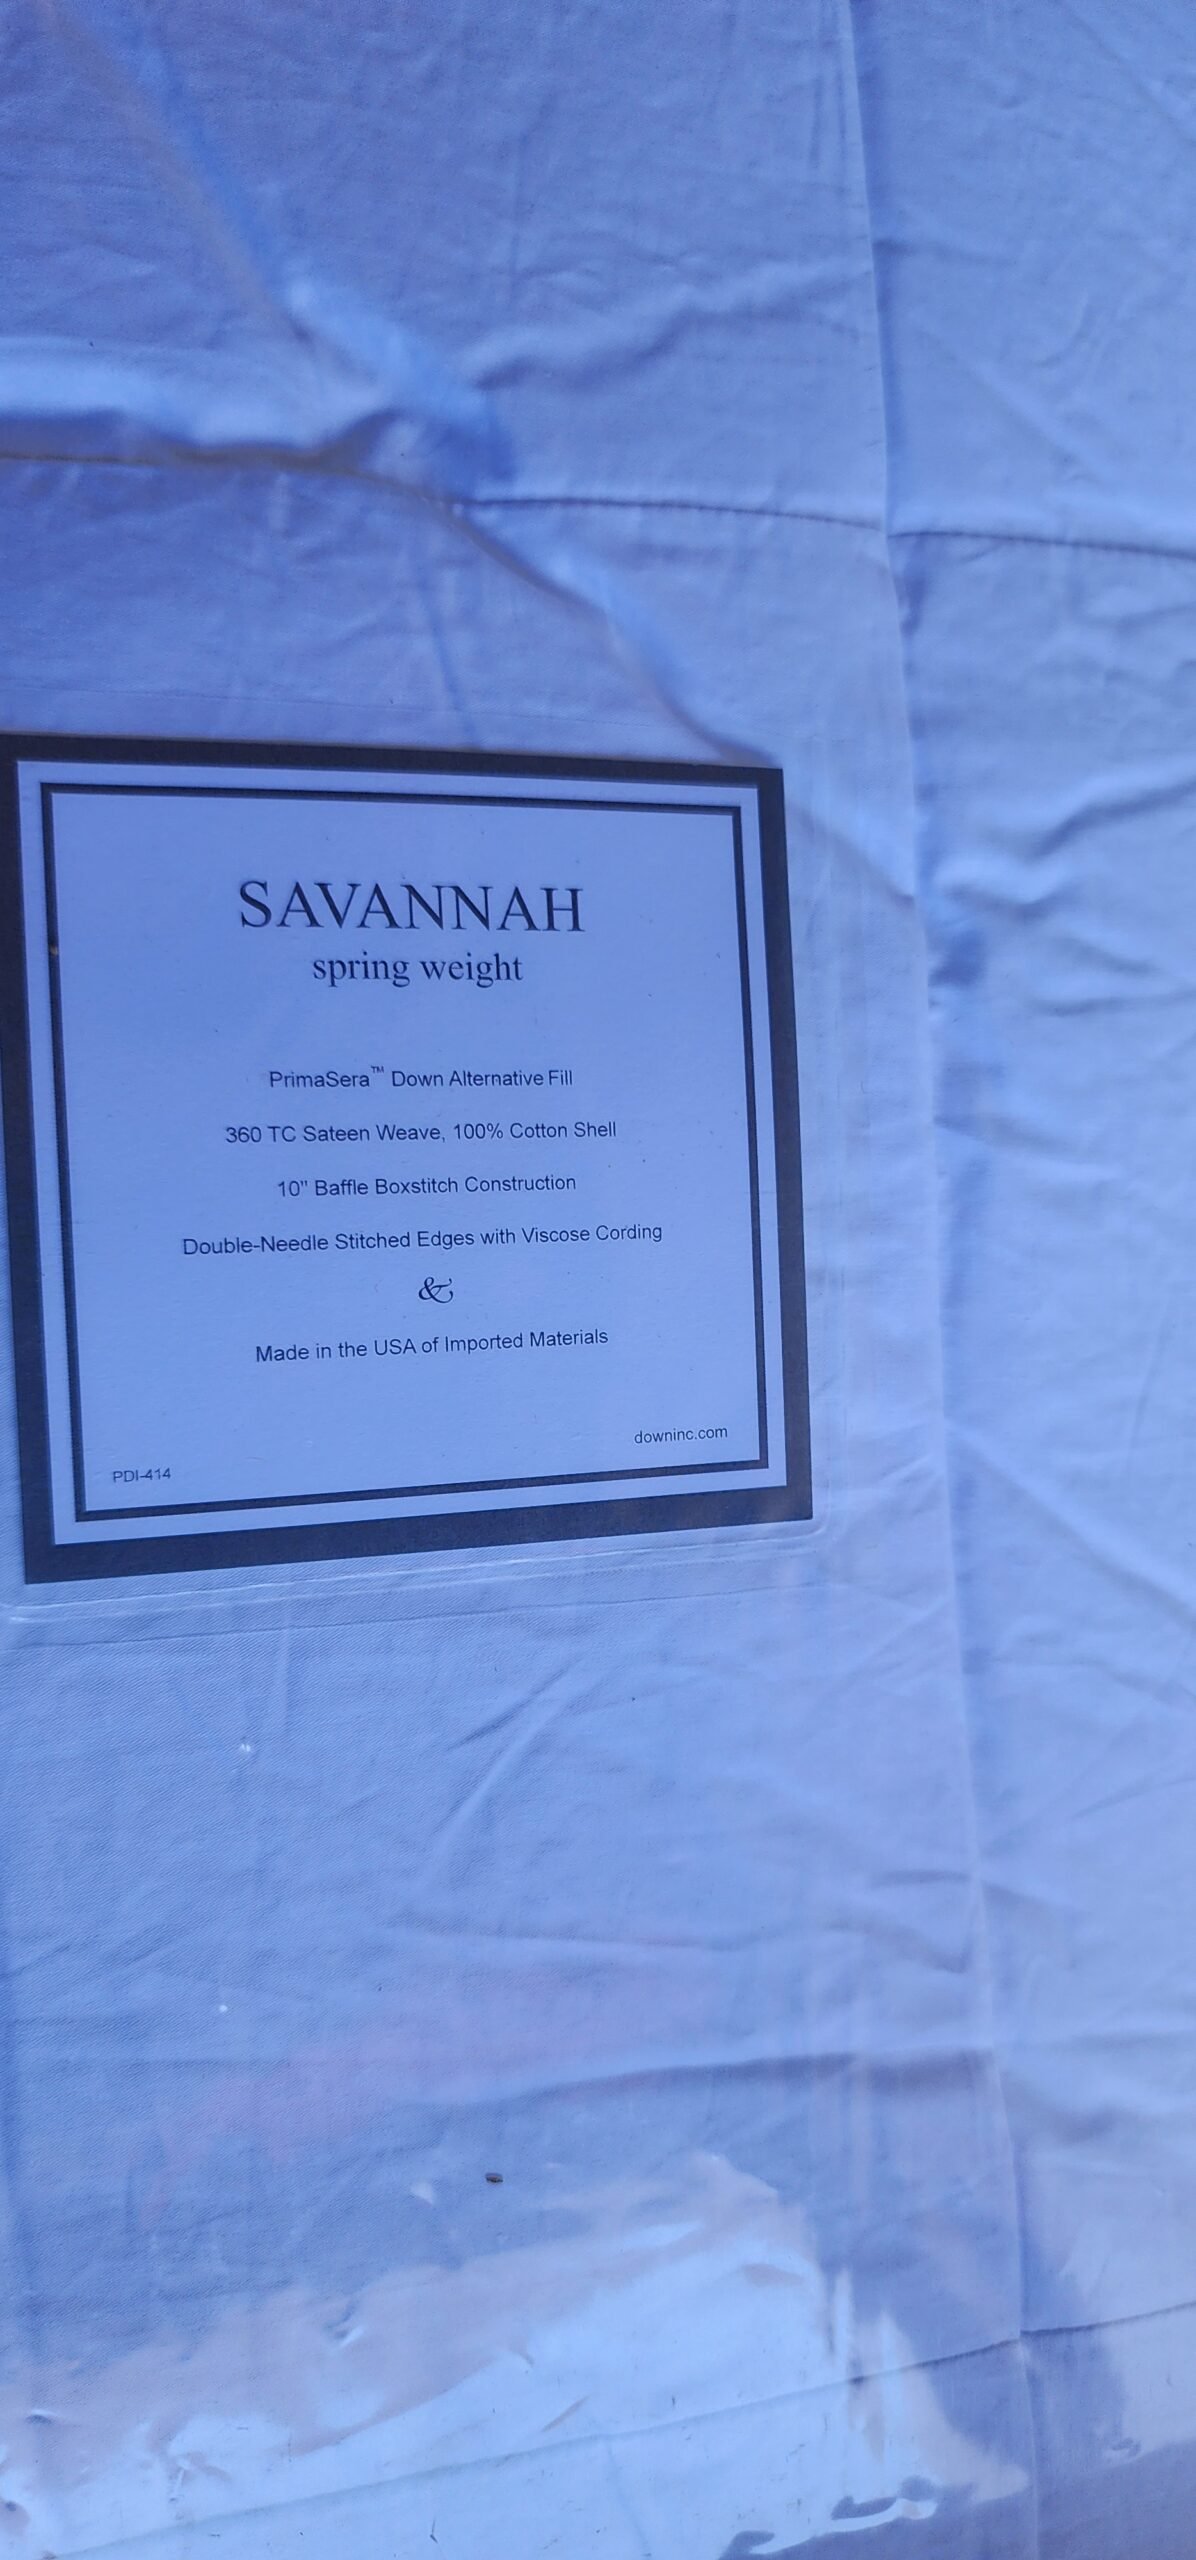 SAVANNAH
spring weight
PrimaSera™ Down Alternative Fill
360 TC Sateen Weave, 100% Cotton Shell
10" Baffle Boxstitch Construction
Double-Needle Stitched Edges with Viscose Cording
&
Made in the USA of Imported Materials
downinc.com
PDI-414